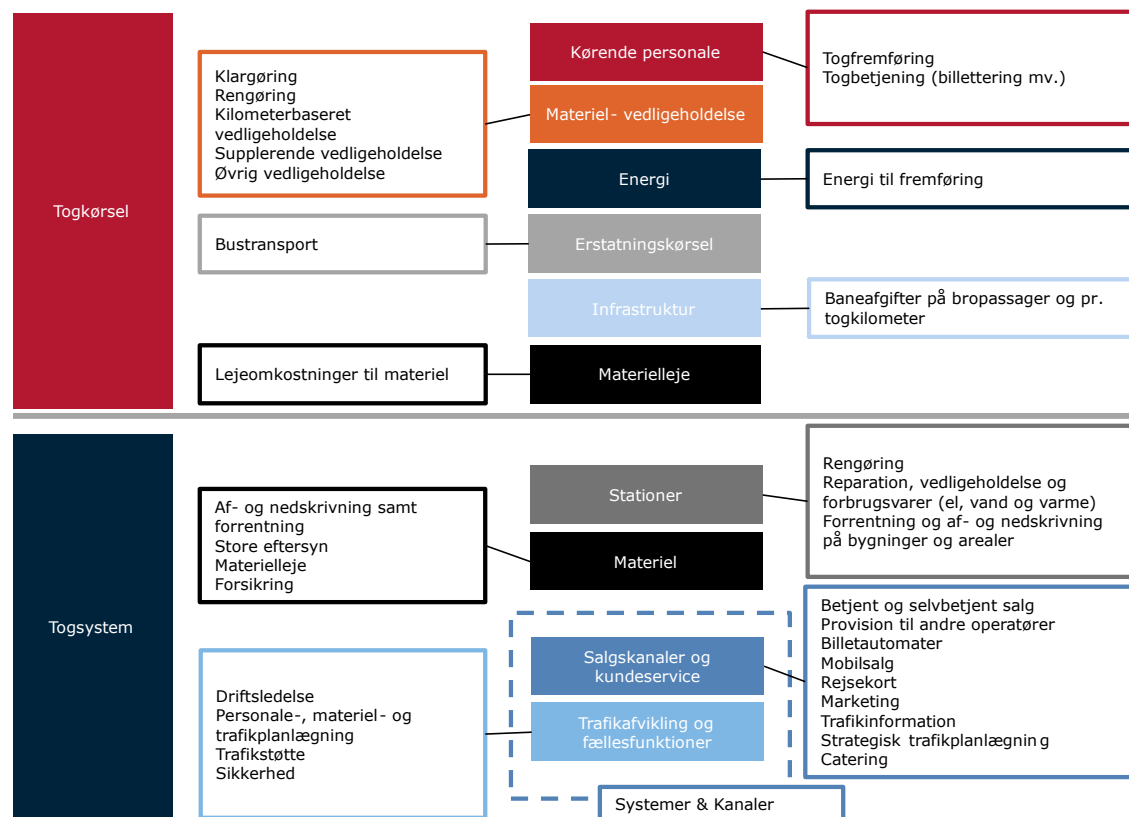 Togkørsel
Kørende personale
Togfremføring
Togbetjening (billettering mv.)
Klargøring
Rengøring
Kilometerbaseret
vedligeholdelse
Supplerende vedligeholdelse
Øvrig vedligeholdelse
Materiel- vedligeholdelse
Energi
Energi til fremføring
Bustransport
Erstatningskørsel
Infrastruktur
Baneafgifter på bropassager og pr.
togkilometer
Lejeomkostninger til materiel
Materielleje
Togsystem
Stationer
Rengøring
Reparation, vedligeholdelse og
forbrugsvarer (el, vand og varme)
Forrentning og af- og nedskrivning
på bygninger og arealer
Af- og nedskrivning samt
forrentning
Store eftersyn
Materielleje
Forsikring
Materiel
Salgskanaler og
kundeservice
Betjent og selvbetjent salg
Provision til andre operatører
Billetautomater
Mobilsalg
Rejsekort
Marketing
Trafikinformation
Strategisk trafikplanlægning
Catering
Driftsledelse
Personale-, materiel- og
trafikplanlægning
Trafikstøtte
Sikkerhed
Trafikafvikling og
fællesfunktioner
Systemer & Kanaler